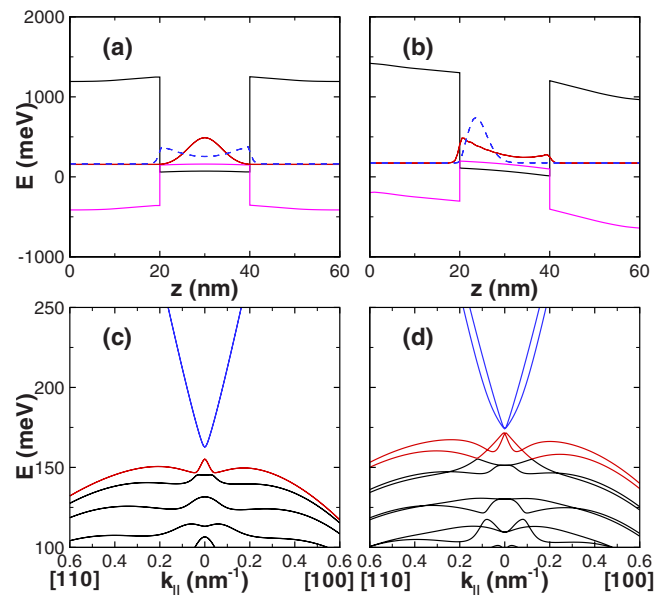 2000
1000
0
-1000
E (meV)
(a)
(b)
0 20 40 60
z (nm)
0 20 40 60
z (nm)
250
200
150
100
E (meV)
(c)
(d)
0.6 0.4 0.2 0 0.2 0.4 0.6
[110] k|| (nm-1) [100]
0.6 0.4 0.2 0 0.2 0.4 0.6
[110] k|| (nm-1) [100]